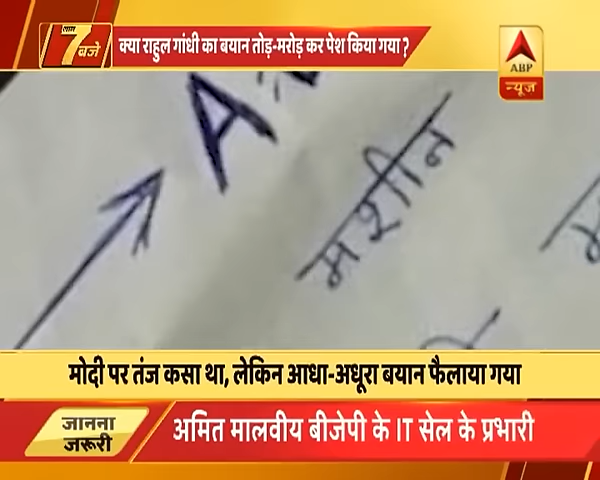 लाग 7 बजे
क्या राहुल गांधी का बयान तोड़-मरोड़ कर पेश किया गया ?
ABP
न्यूज़
मशीन
मोदी पर तंज कसा था, लेकिन आधा-अधूरा बयान फैलाया गया
जानना
जरूरी
अमित मालवीय बीजेपी के IT सेल के प्रभारी